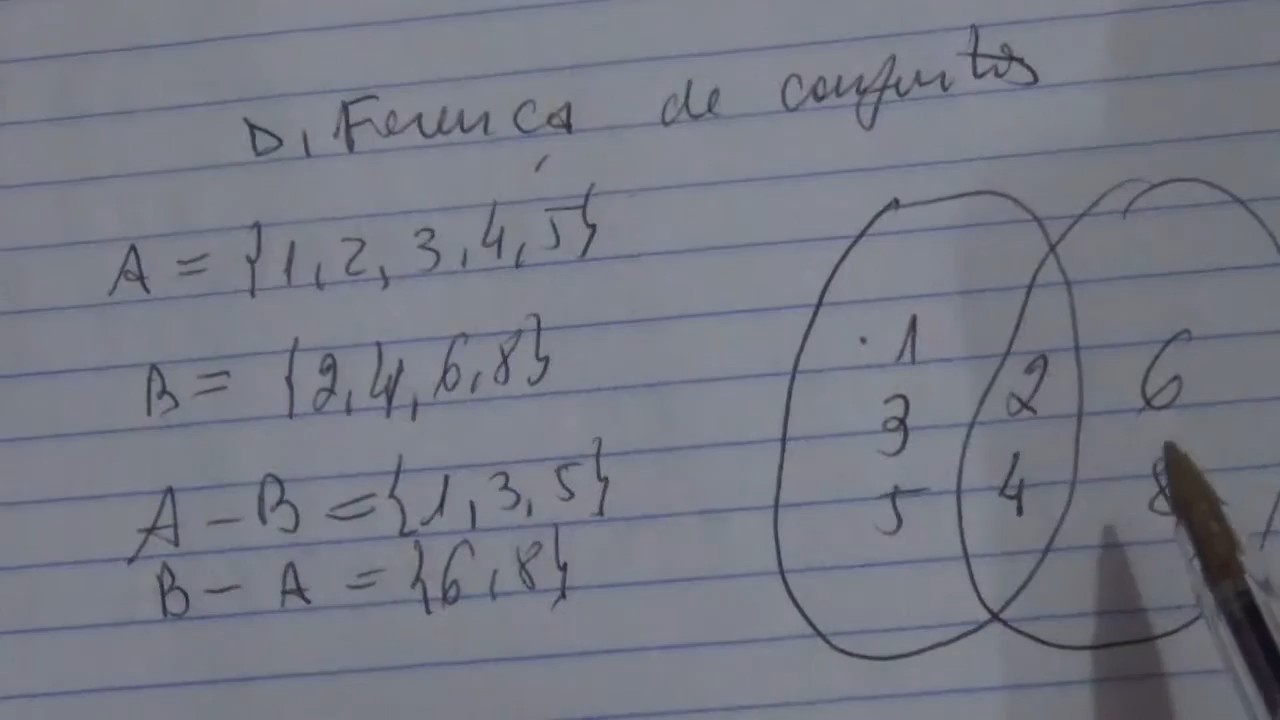 Diferença de conjuntos
A = {1, 2, 3, 4, 5}
B = {2, 4, 6, 8}
A - B = {1, 3, 5}
B - A = {6, 8}
1
3
5
2
4
6
8